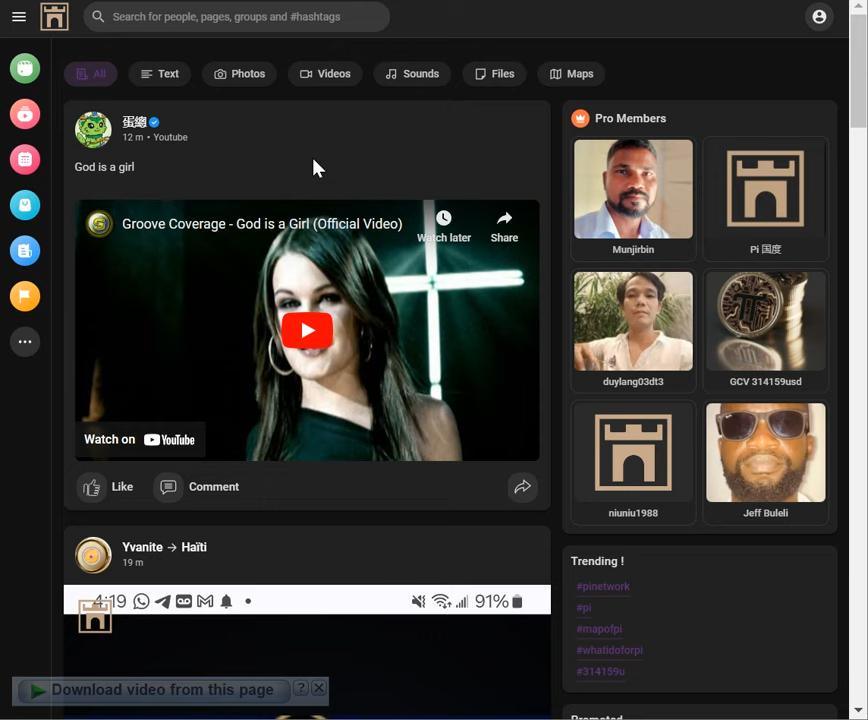 Search for people, pages, groups and #hashtags
All
Text
Photos
Videos
Sounds
Files
Maps
蛋總
12 m • Youtube
God is a girl
Groove Coverage - God is a Girl (Official Video)
Watch later
Share
Watch on YouTube
Like
Comment
Yvanite → Haïti
19 m
4:19
91%
Pro Members
Munjirbin
Pi 国度
duylang03dt3
GCV 314159usd
niuniu1988
Jeff Buleli
Trending !
#pinetwork
#pi
#mapofpi
#whatidoforpi
#314159u
Promoted
Download video from this page